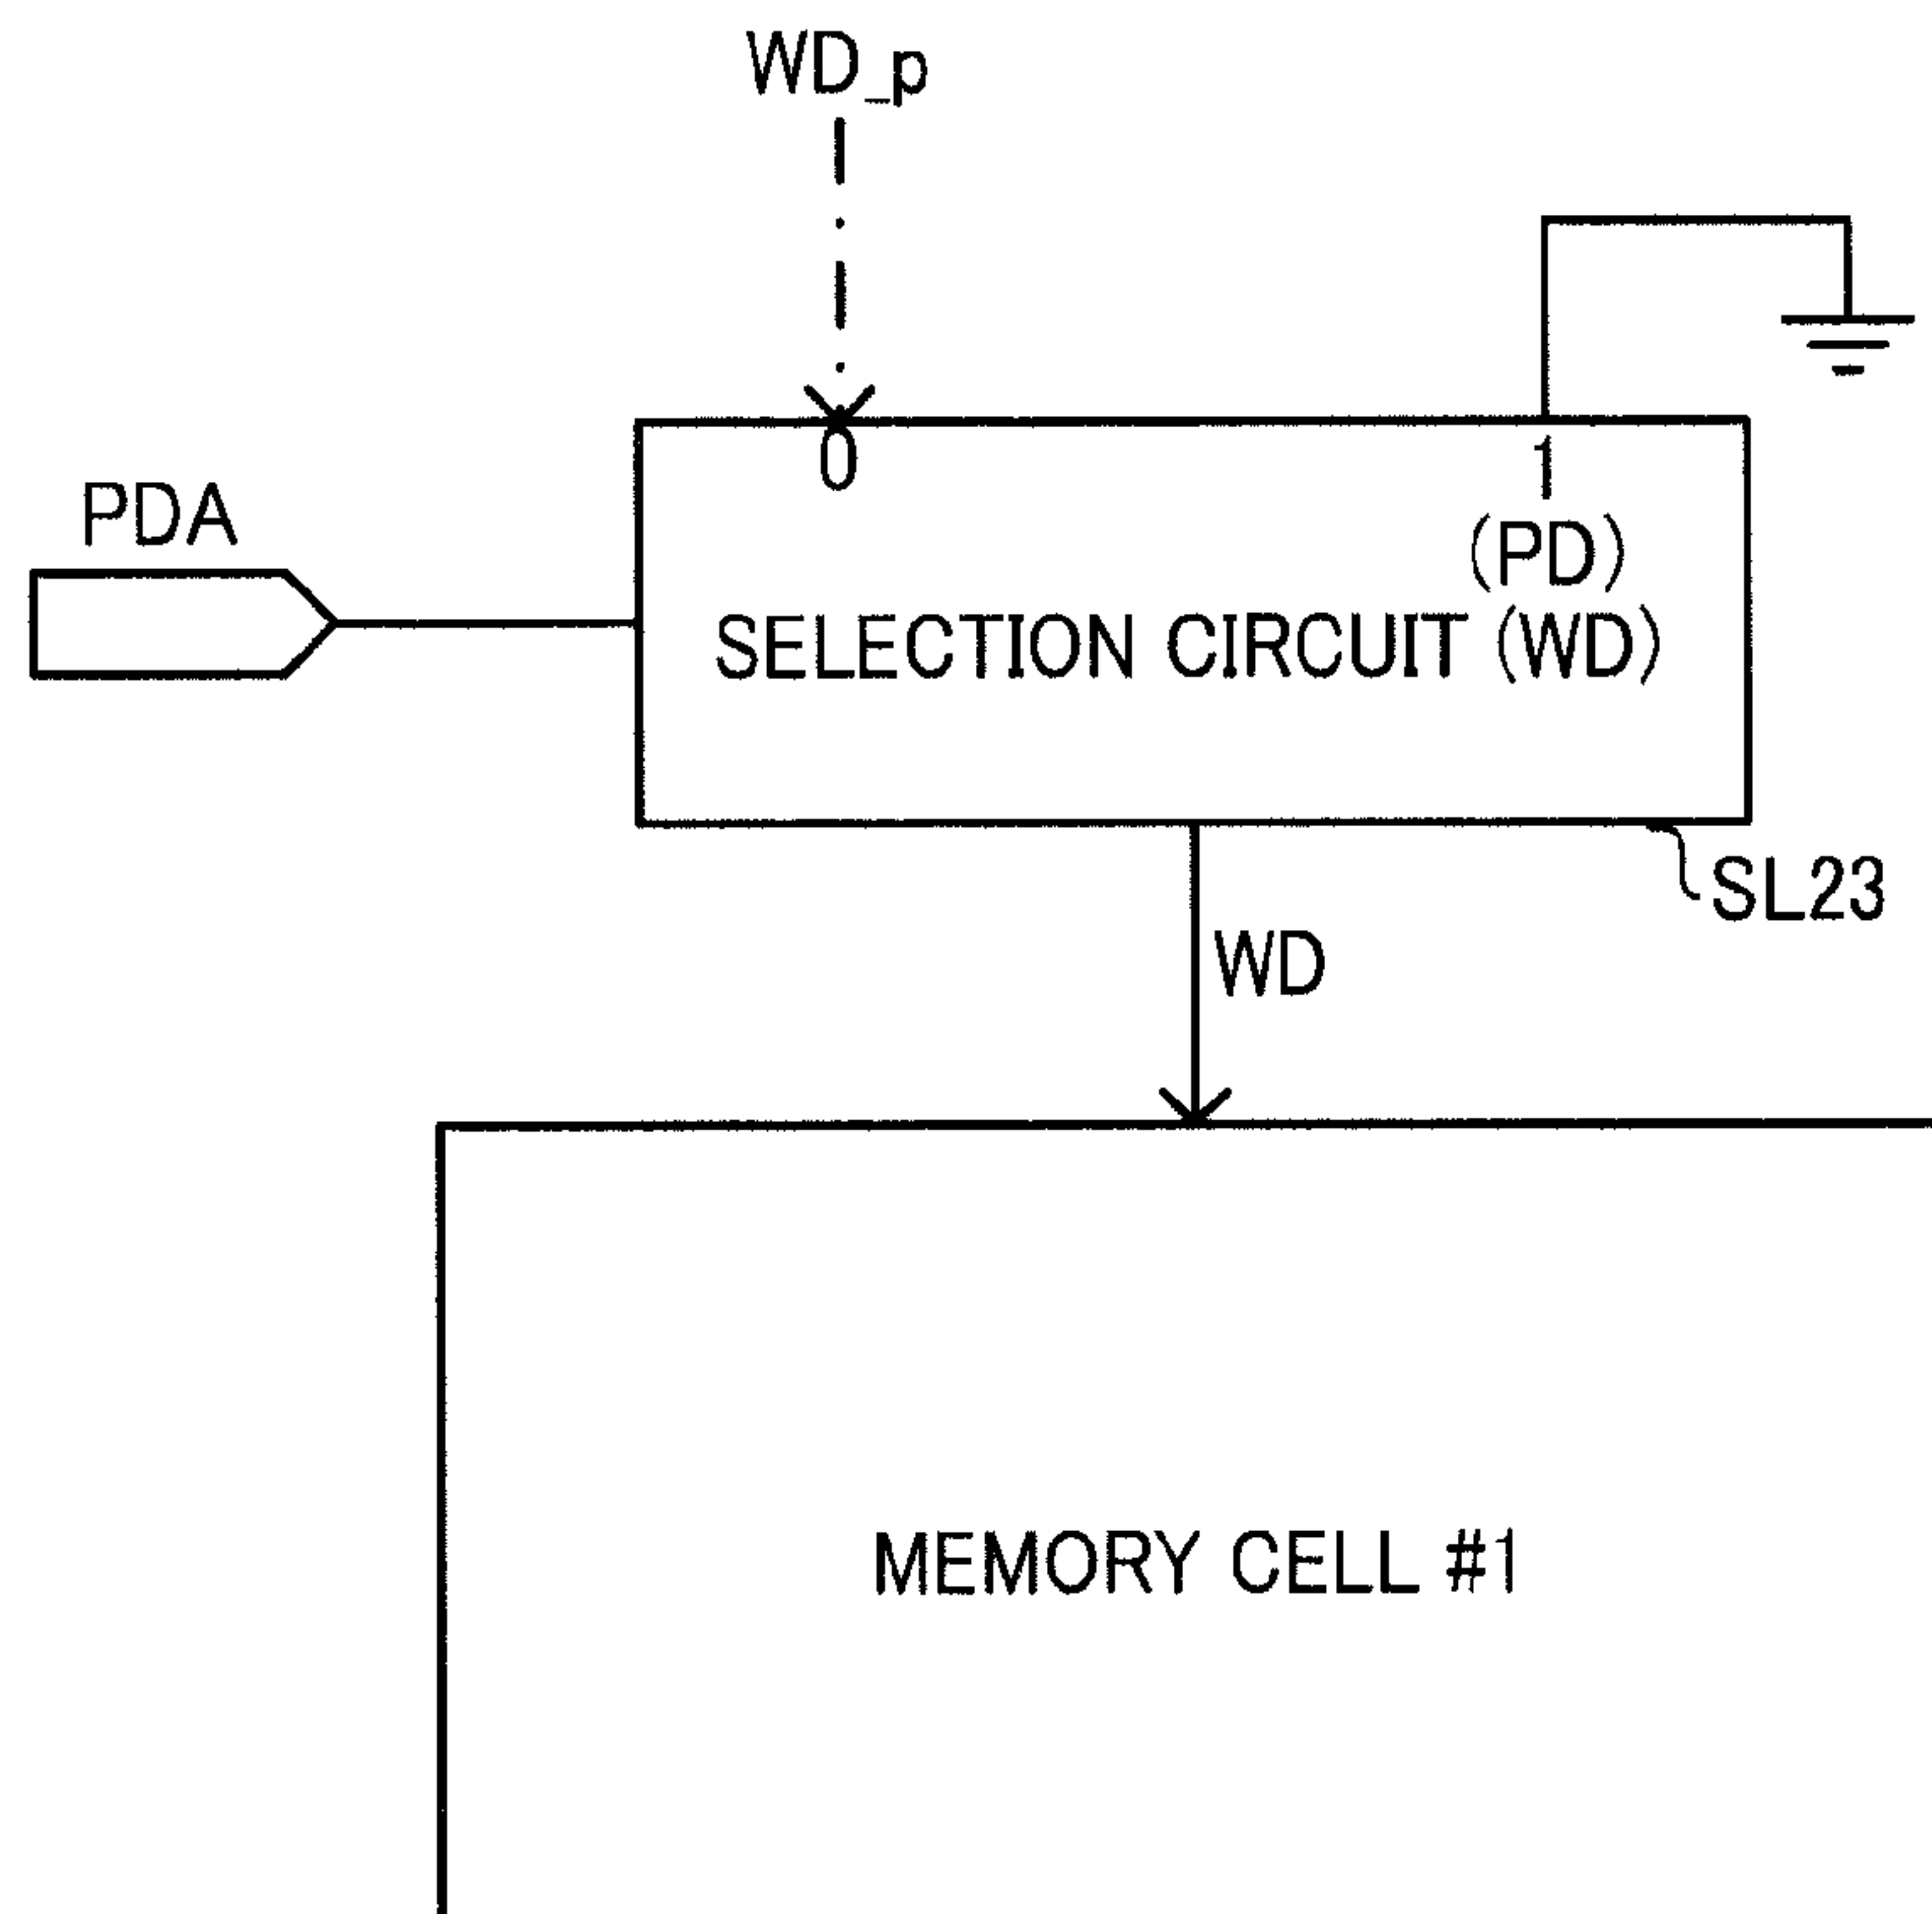 WD_p
0
1
PDA
(PD)
SELECTION CIRCUIT (WD)
SL23
WD
MEMORY CELL #1